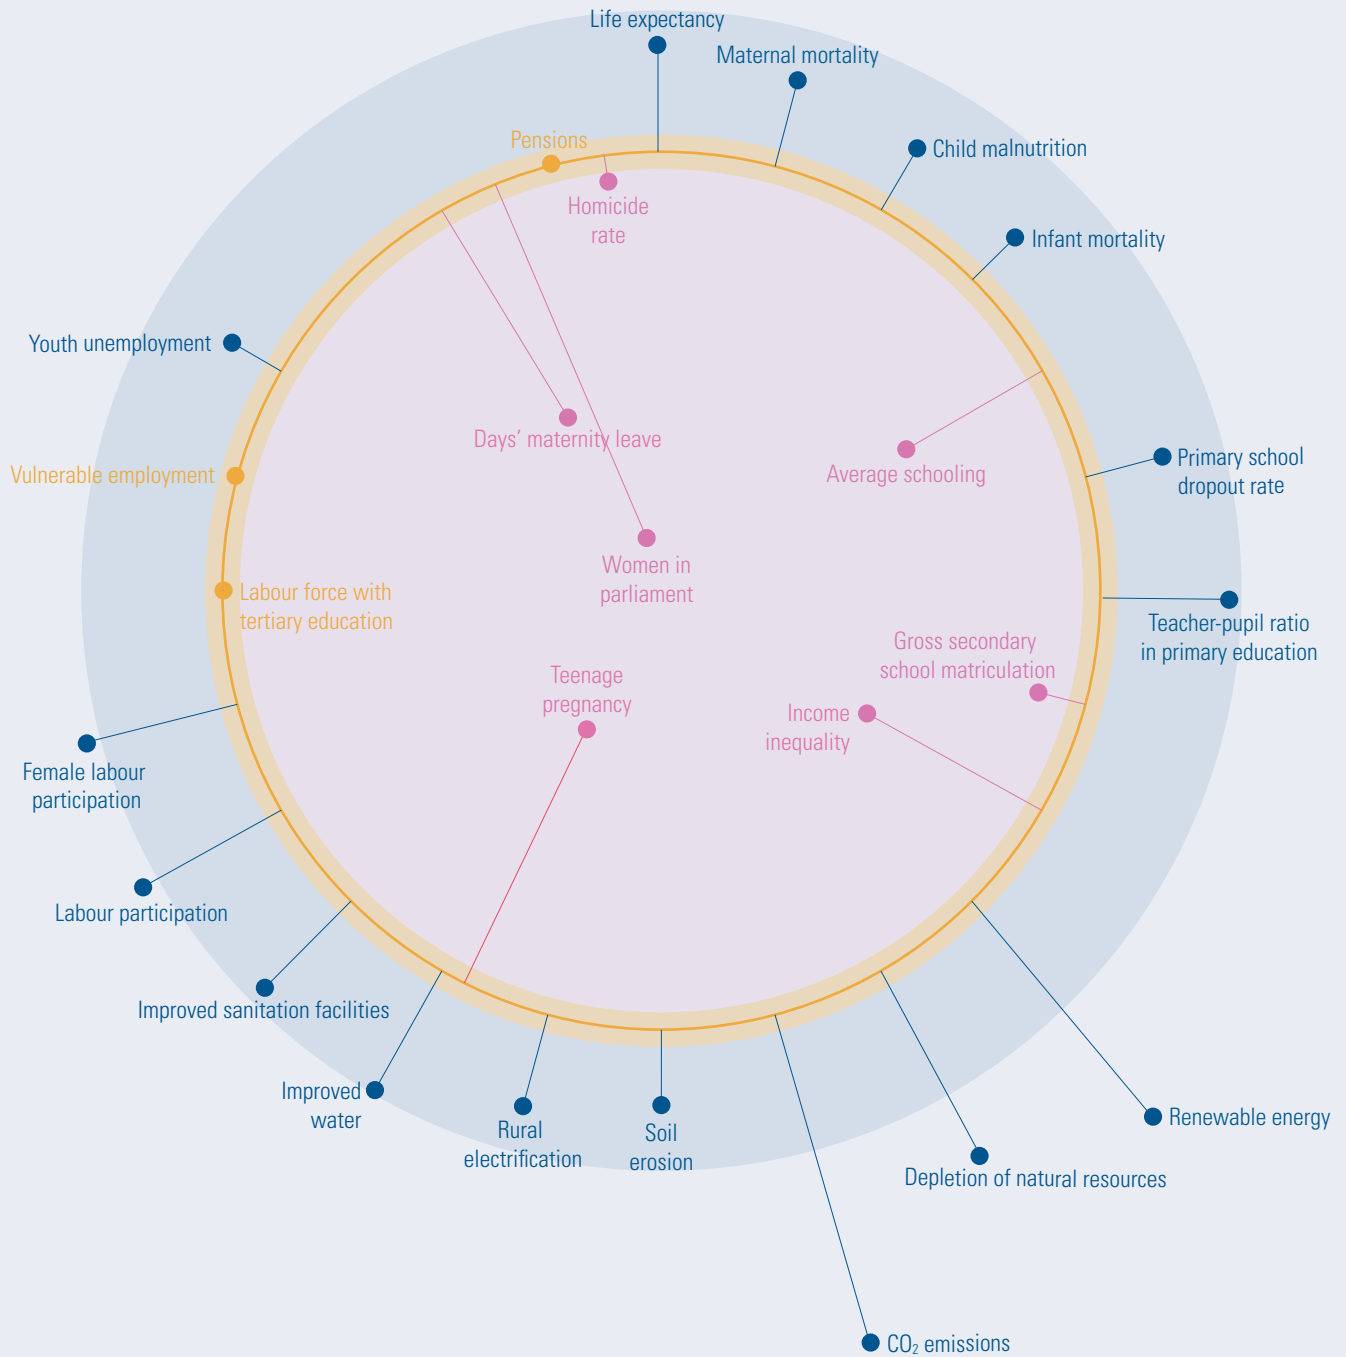 Life expectancy
Maternal mortality
Pensions
Child malnutrition
Homicide
rate
Infant mortality
Youth unemployment
Days’ maternity leave
Average schooling
Primary school
dropout rate
Vulnerable employment
Women in
parliament
Labour force with
tertiary education
Teacher-pupil ratio
in primary education
Gross secondary
school matriculation
Teenage
pregnancy
Income
inequality
Female labour
participation
Labour participation
Improved sanitation facilities
Improved
water
Rural
electrification
Soil
erosion
Renewable energy
Depletion of natural resources
CO₂ emissions